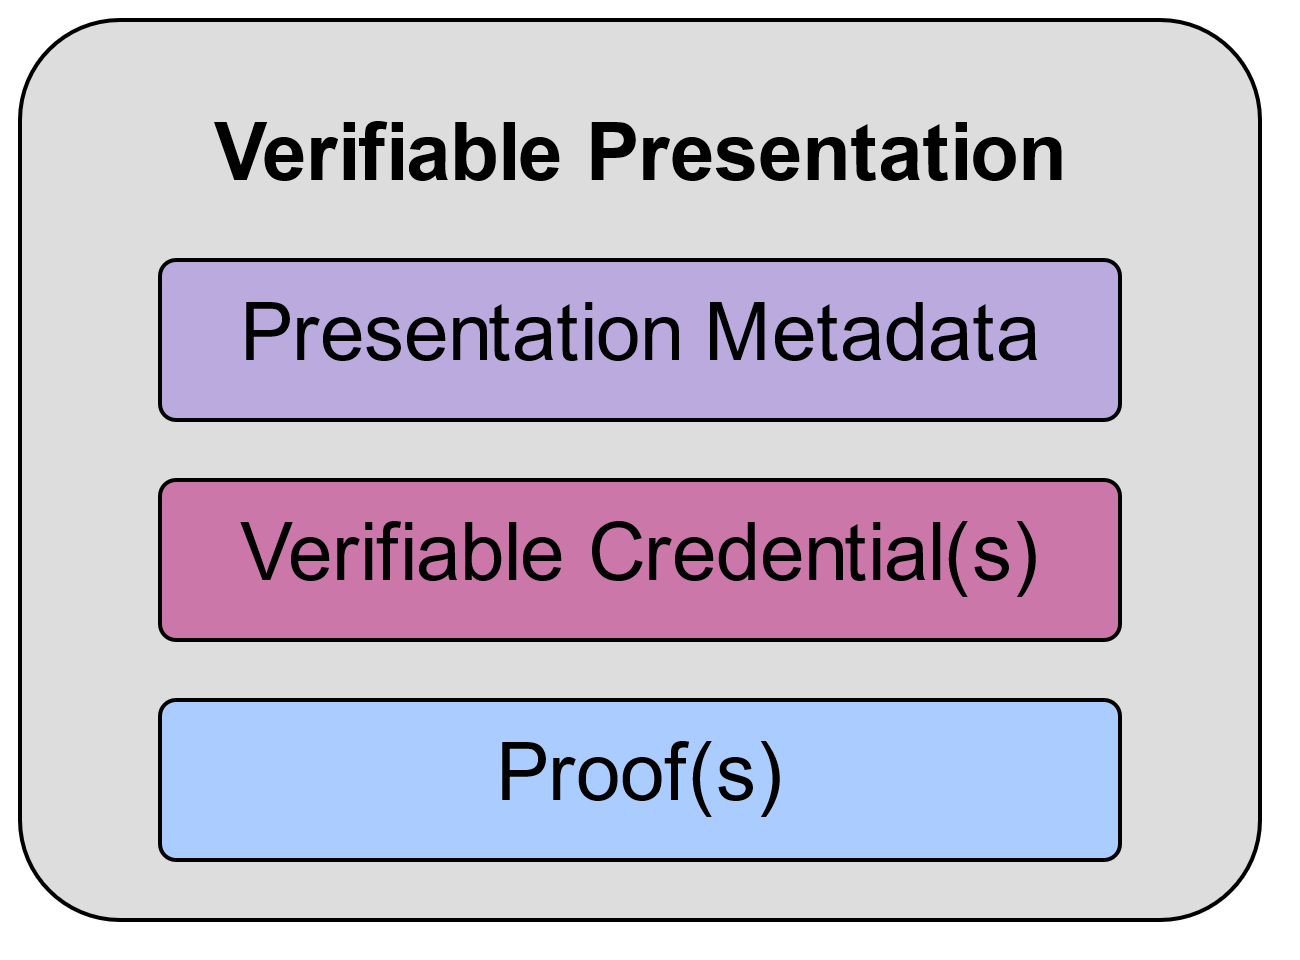 Verifiable Presentation
Presentation Metadata
Verifiable Credential(s)
Proof(s)